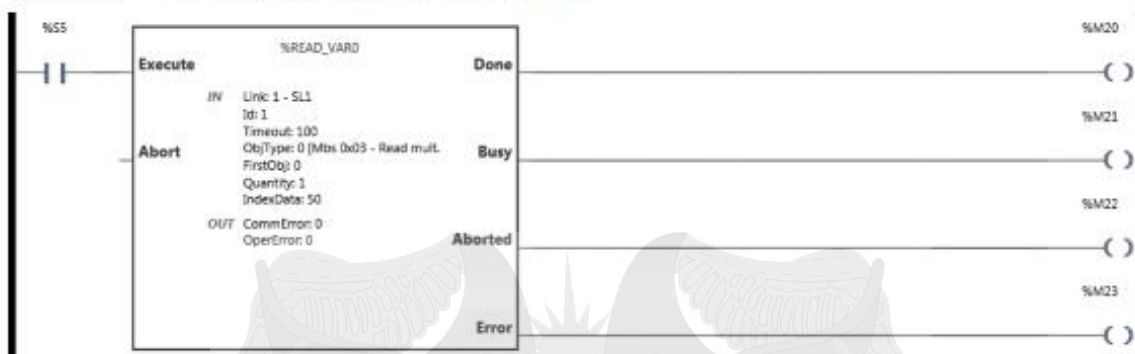 %S5
%READ_VAR0
%M20
Execute
Done
IN Link: 1 - SL1
Id: 1
Timeout: 100
%M21
Abort
ObjType: 0 [Mbs 0x03 - Read mult.
Busy
FirstObj: 0
Quantity: 1
IndexData: 50
%M22
OUT CommError: 0
OperError: 0
Aborted
%M23
Error